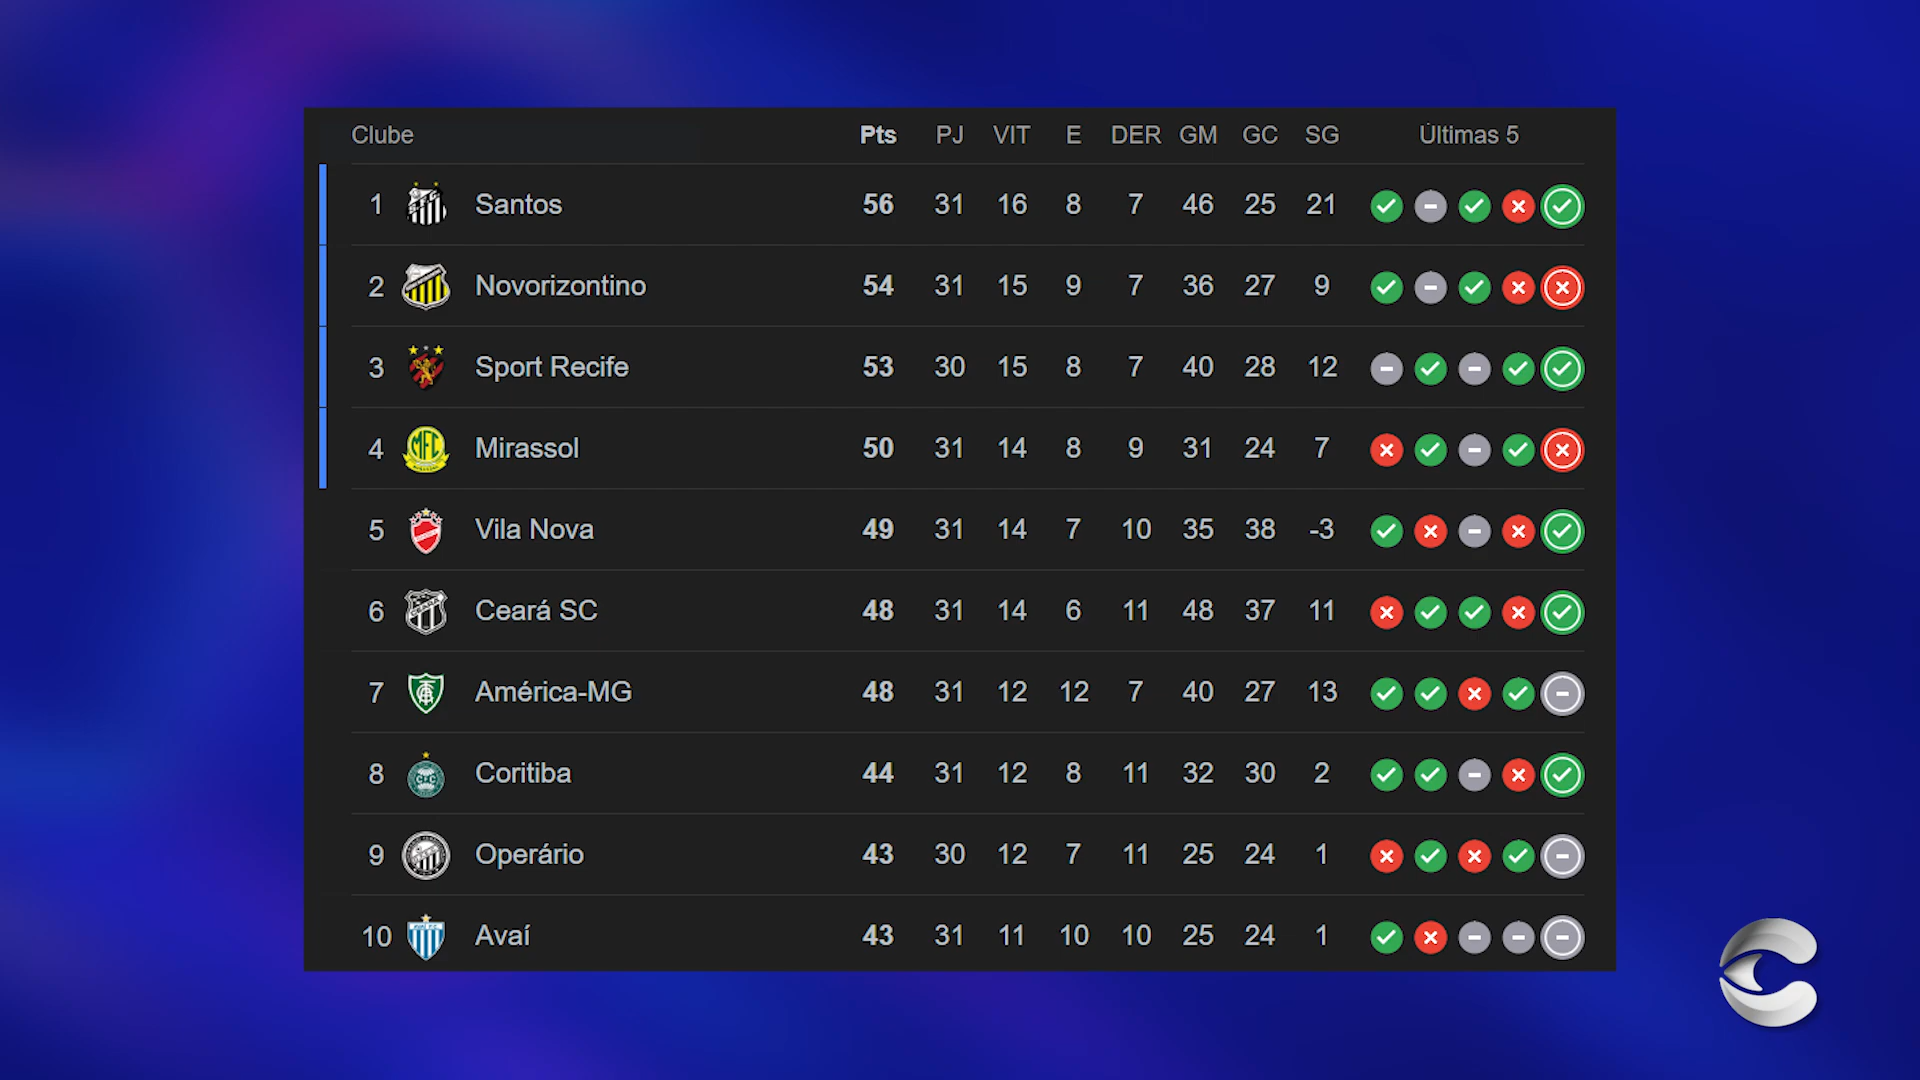 Clube Pts PJ VIT E DER GM GC SG Últimas 5
1 Santos 56 31 16 8 7 46 25 21
2 Novorizontino 54 31 15 9 7 36 27 9
3 Sport Recife 53 30 15 8 7 40 28 12
4 MFC Mirassol 50 31 14 8 9 31 24 7
5 Vila Nova 49 31 14 7 10 35 38 -3
6 Ceará SC 48 31 14 6 11 48 37 11
7 América-MG 48 31 12 12 7 40 27 13
8 CFC Coritiba 44 31 12 8 11 32 30 2
9 Operário 43 30 12 7 11 25 24 1
10 Avaí 43 31 11 10 10 25 24 1